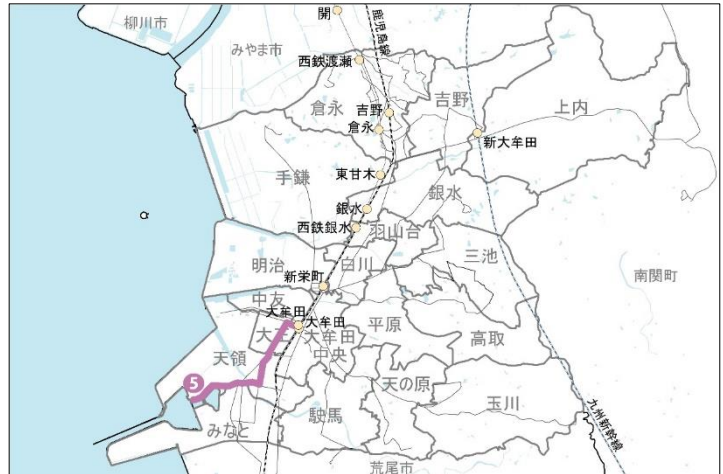 柳川市
開
鹿児島線
みやま市
西鉄渡瀬
倉永
吉野
吉野
上内
倉永
新大牟田
手鎌
東甘木
銀水
銀水
西鉄銀水
羽山台
三池
明治
白川
新栄町
南関町
中友
大牟田
大牟田
大正
大牟田
中央
平原
高取
天領
5
天の原
玉川
駛馬
みなと
九州新幹線
荒尾市